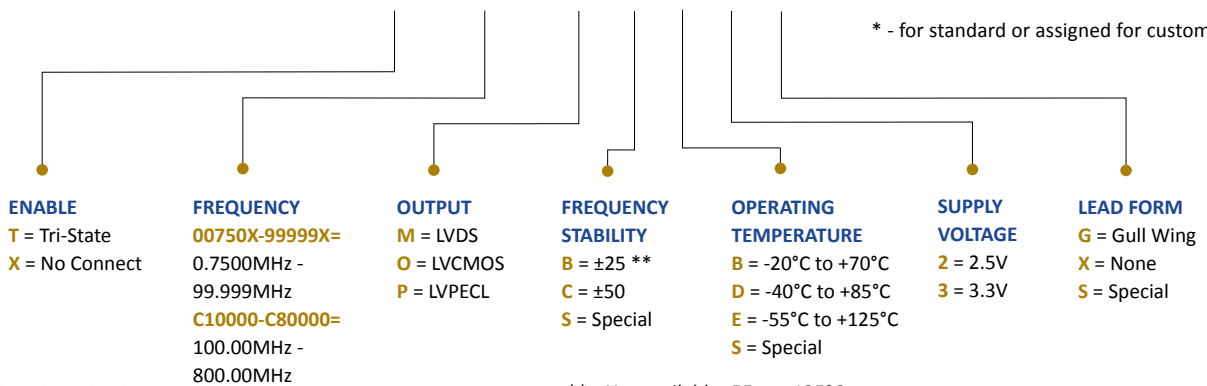 * - for standard or assigned for custom
ENABLE
T = Tri-State
X = No Connect
FREQUENCY
00750X-99999X=
0.7500MHz -
99.999MHz
C10000-C80000=
100.00MHz -
800.00MHz
OUTPUT
M = LVDS
O = LVCMOS
P = LVPECL
FREQUENCY
STABILITY
B = ±25 **
C = ±50
S = Special
OPERATING
TEMPERATURE
B = -20°C to +70°C
D = -40°C to +85°C
E = -55°C to +125°C
S = Special
SUPPLY
VOLTAGE
2 = 2.5V
3 = 3.3V
LEAD FORM
G = Gull Wing
X = None
S = Special